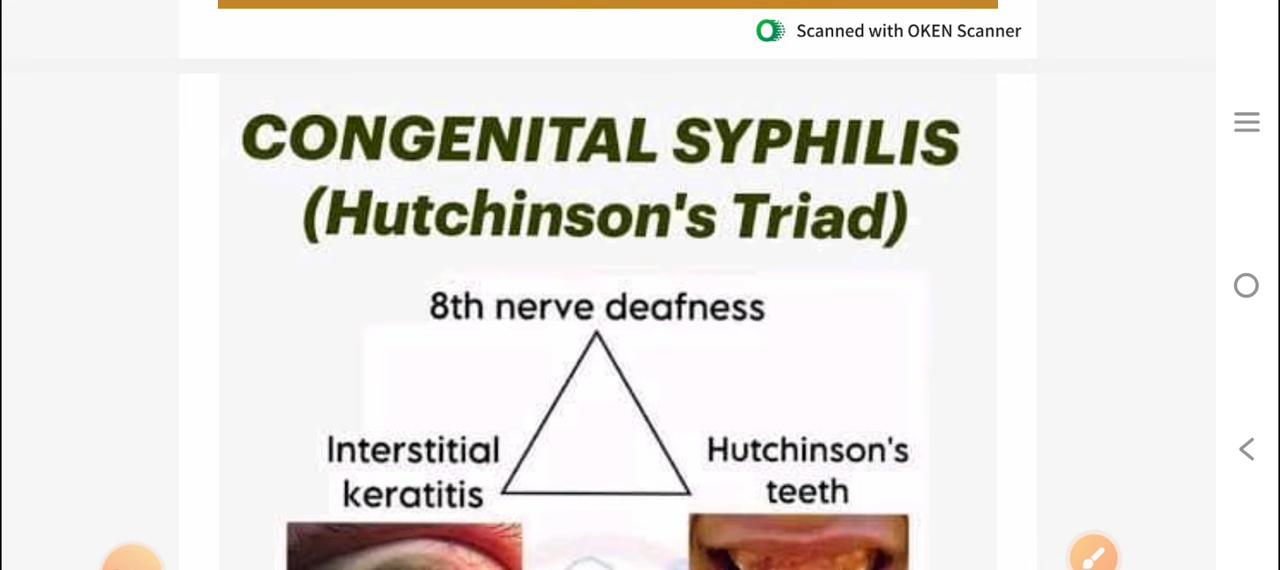 Scanned with OKEN Scanner
CONGENITAL SYPHILIS
(Hutchinson's Triad)
8th nerve deafness
Interstitial
keratitis
Hutchinson's
teeth